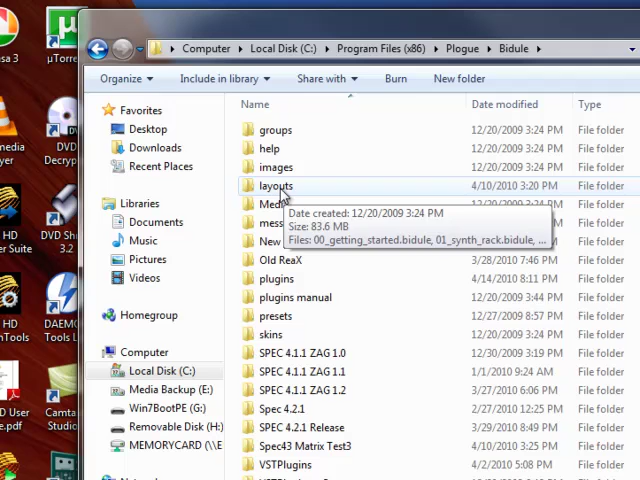 Computer ▸ Local Disk (C:) ▸ Program Files (x86) ▸ Plogue ▸ Bidule ▸
Organize Include in library Share with Burn New folder
Name Date modified Type
Favorites
Desktop
Downloads
Recent Places
Libraries
Documents
Music
Pictures
Videos
Homegroup
Computer
Local Disk (C:)
Media Backup (E:)
Win7BootPE (G:)
Removable Disk (H:)
MEMORYCARD (\\E
groups 12/20/2009 3:24 PM File folder
help 12/20/2009 3:24 PM File folder
images 12/20/2009 3:24 PM File folder
layouts 4/10/2010 3:20 PM File folder
Med PM File folder
mess PM File folder
New PM File folder
Date created: 12/20/2009 3:24 PM
Size: 83.6 MB
Files: 00_getting_started.bidule, 01_synth_rack.bidule, ...
Old ReaX 3/28/2010 7:46 PM File folder
plugins 4/14/2010 8:11 PM File folder
plugins manual 12/20/2009 3:44 PM File folder
presets 12/27/2009 8:57 PM File folder
skins 12/20/2009 3:24 PM File folder
SPEC 4.1.1 ZAG 1.0 12/30/2009 3:19 PM File folder
SPEC 4.1.1 ZAG 1.1 1/1/2010 9:24 AM File folder
SPEC 4.1.1 ZAG 1.2 3/27/2010 6:06 PM File folder
Spec 4.2.1 2/7/2010 12:25 PM File folder
Spec 4.2.1 Release 3/29/2010 8:49 PM File folder
Spec43 Matrix Test3 4/10/2010 3:25 PM File folder
VSTPlugins 4/2/2010 5:08 PM File folder
asa 3
µTorre
media
ayer
DVD
Decryp
HD
er Suite
DVD Sh
3.2
HD
nTools
DAEM
Tools L
D User
e.pdf
Camta
Studio